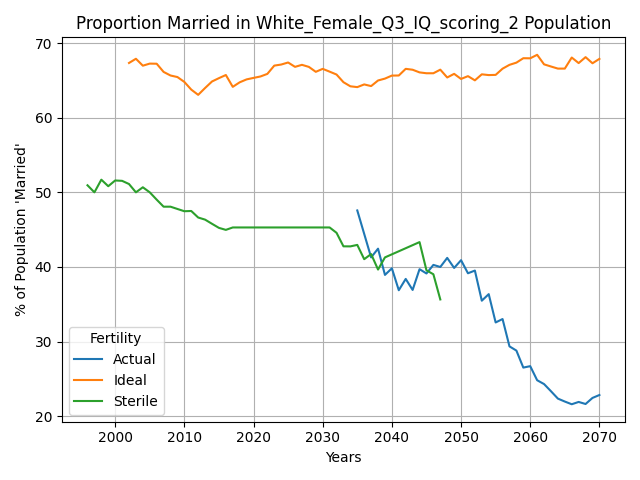 Proportion Married in White_Female_Q3_IQ_scoring_2 Population
% of Population 'Married'
70
60
50
40
30
20
Fertility
Actual
Ideal
Sterile
2000 2010 2020 2030 2040 2050 2060 2070
Years